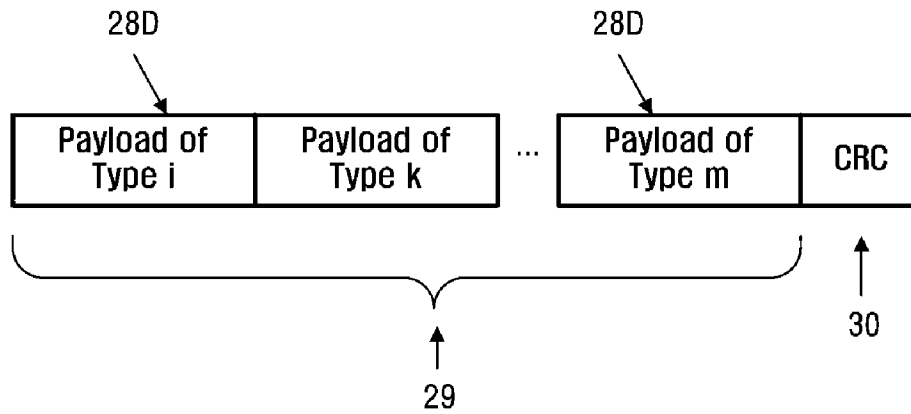 28D
28D
Payload of
Type i
Payload of
Type k
...
Payload of
Type m
CRC
30
29